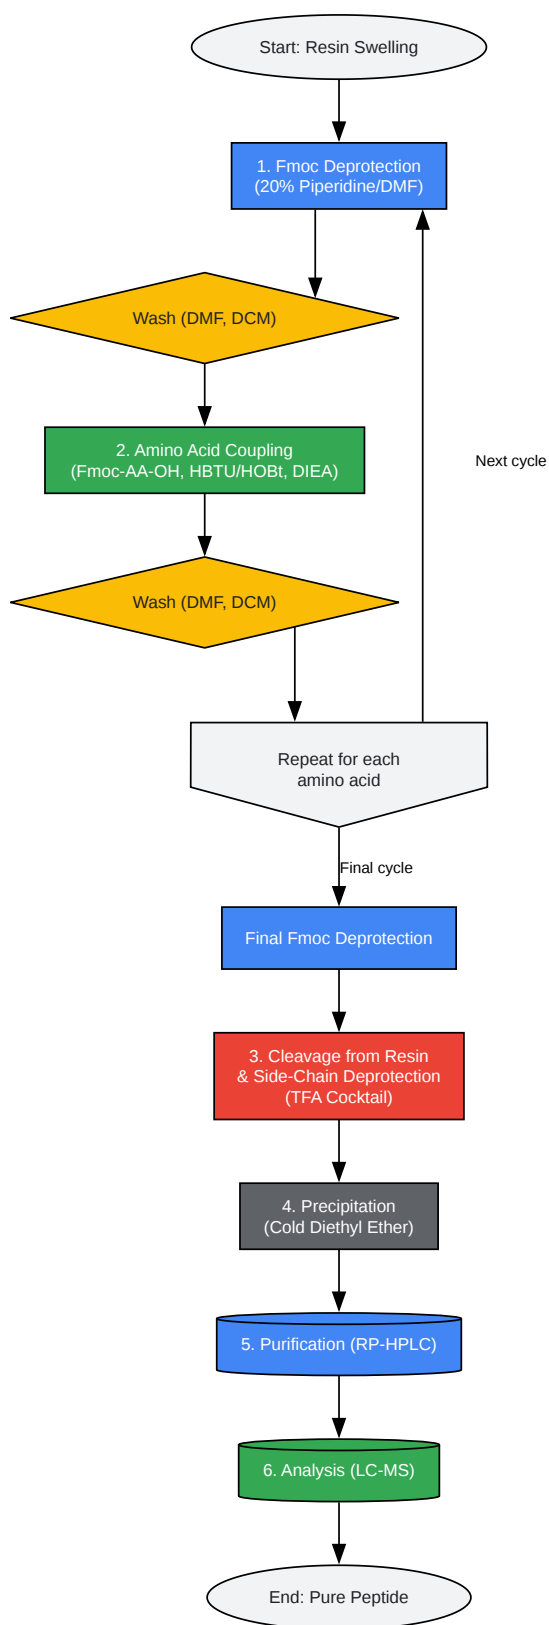 Start: Resin Swelling
1. Fmoc Deprotection
(20% Piperidine/DMF)
Wash (DMF, DCM)
2. Amino Acid Coupling
(Fmoc-AA-OH, HBTU/HOBt, DIEA)
Next cycle
Wash (DMF, DCM)
Repeat for each
amino acid
Final cycle
Final Fmoc Deprotection
3. Cleavage from Resin
& Side-Chain Deprotection
(TFA Cocktail)
4. Precipitation
(Cold Diethyl Ether)
5. Purification (RP-HPLC)
6. Analysis (LC-MS)
End: Pure Peptide